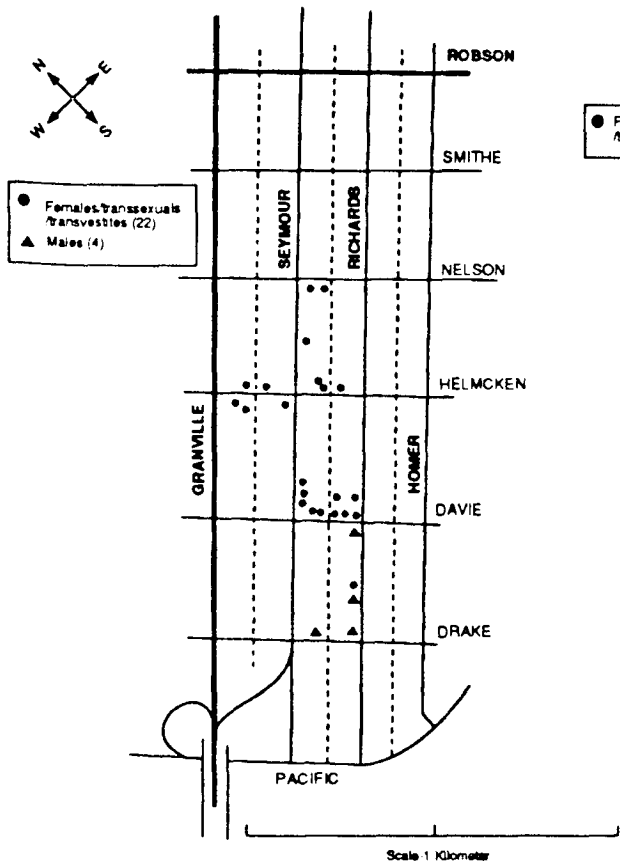 ROBSON
N
E
W
S
SMITHE
Females/transsexuals
/transvestites (22)
Males (4)
SEYMOUR
RICHARDS
NELSON
HELMCKEN
GRANVILLE
HOMER
DAVIE
DRAKE
PACIFIC
Scale 1 Kilometer